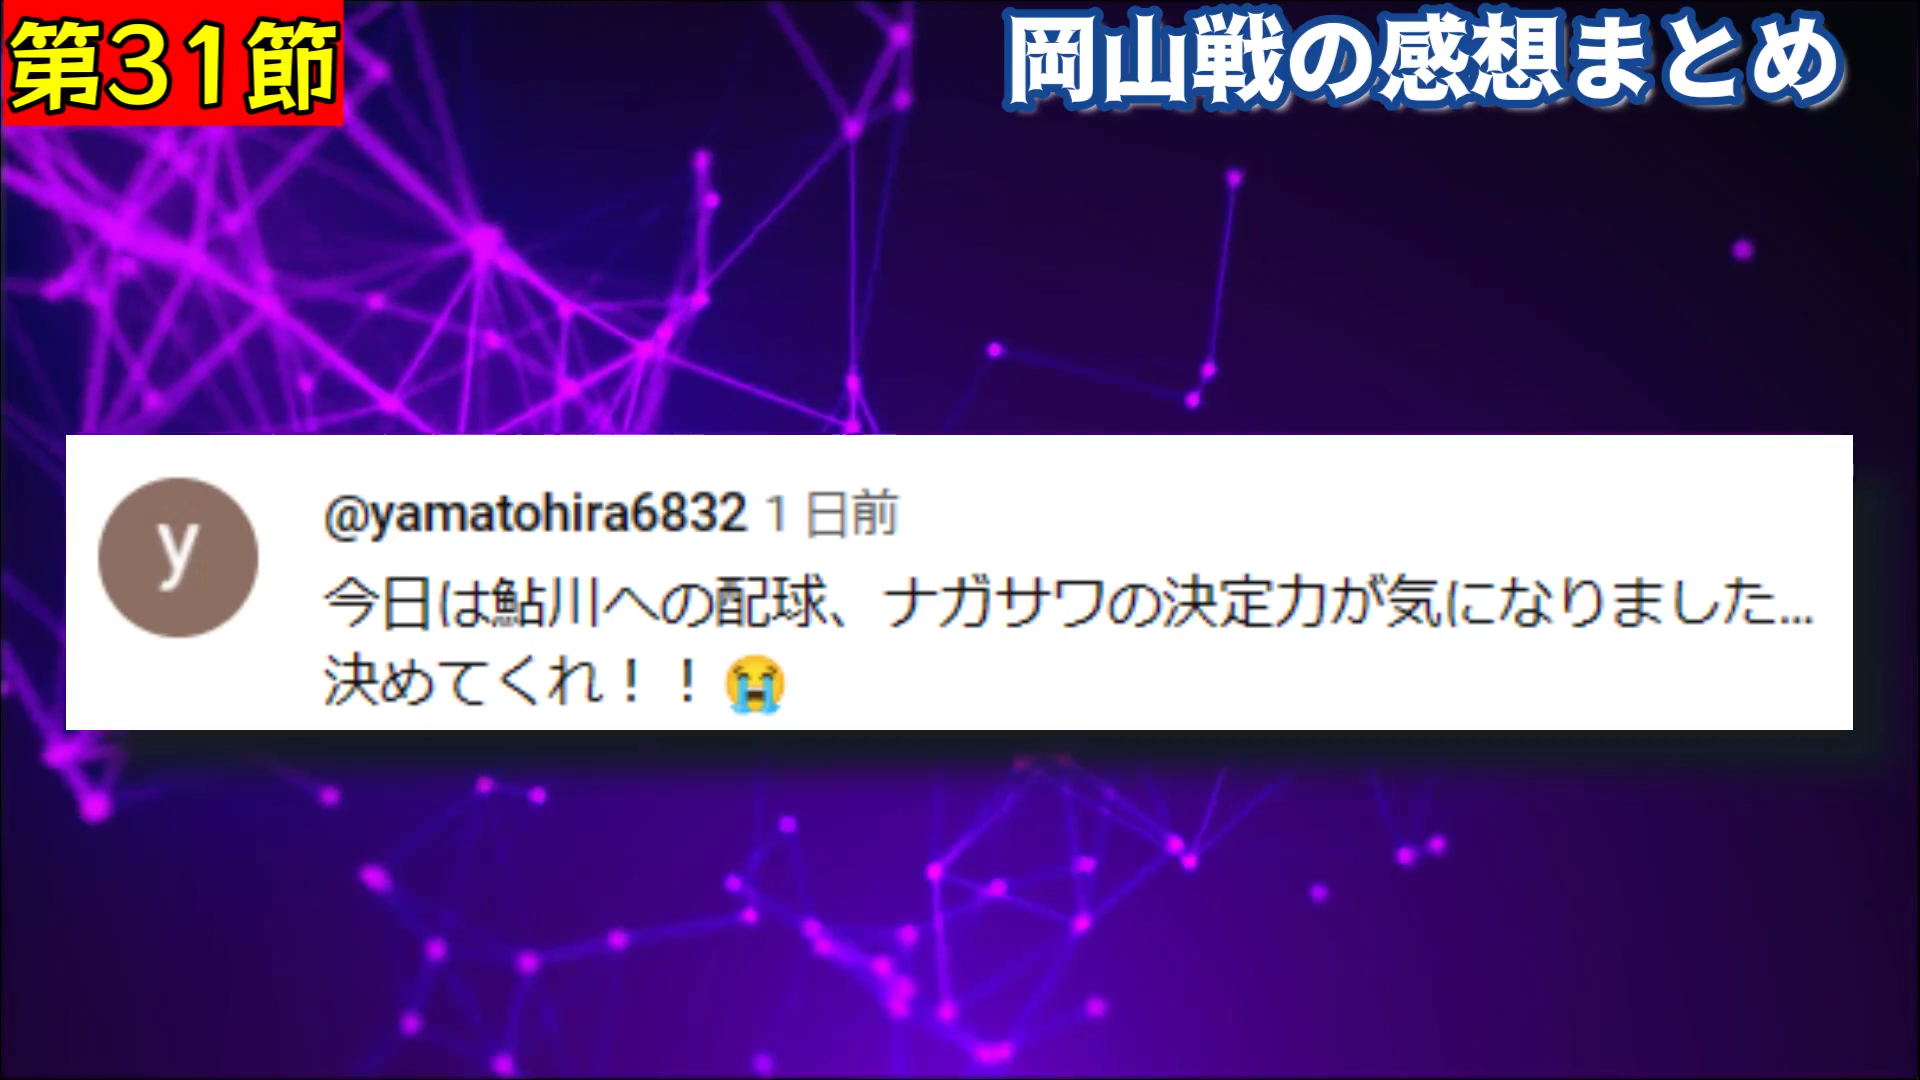 第31節
岡山戦の感想まとめ
y
@yamatohira6832 1 日前
今日は鮎川への配球、ナガサワの決定力が気になりました...
決めてくれ！！😭